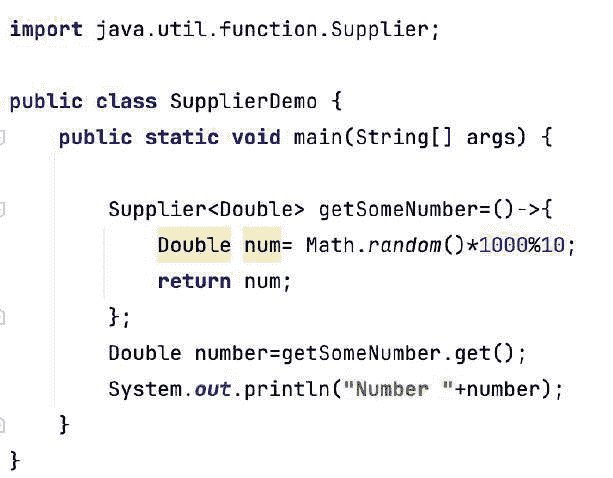 import java.util.function.Supplier;
public class SupplierDemo {
public static void main(String[] args) {
Supplier<Double> getSomeNumber=()->{
Double num= Math.random()*1000%10;
return num;
};
Double number=getSomeNumber.get();
System.out.println("Number "+number);
}
}